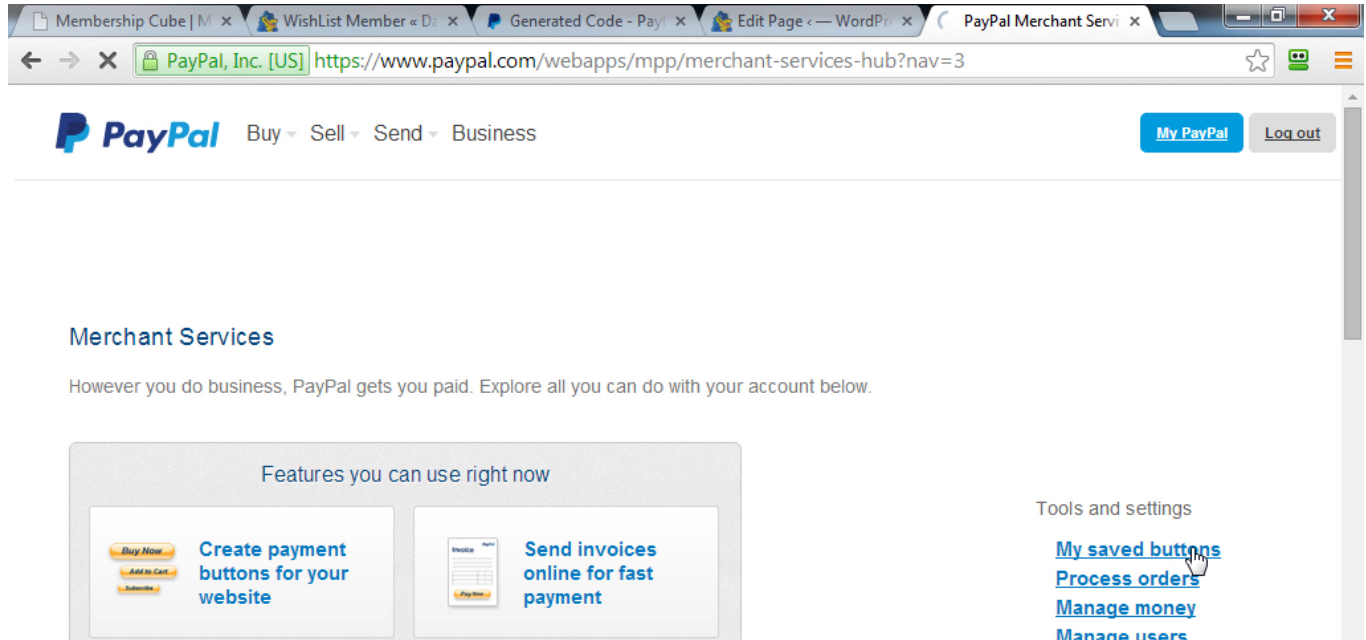 Membership Cube | M
WishList Member « Da
Generated Code - Payl
Edit Page ‹ — WordPr
PayPal Merchant Servi
PayPal, Inc. [US]
https://www.paypal.com/webapps/mpp/merchant-services-hub?nav=3
PayPal
Buy Sell Send Business
My PayPal
Log out
Merchant Services
However you do business, PayPal gets you paid. Explore all you can do with your account below.
Features you can use right now
Buy Now
Add to Cart
Subscribe
Create payment
buttons for your
website
Invoice PayPal
Pay Now
Send invoices
online for fast
payment
Tools and settings
My saved buttons
Process orders
Manage money
Manage users